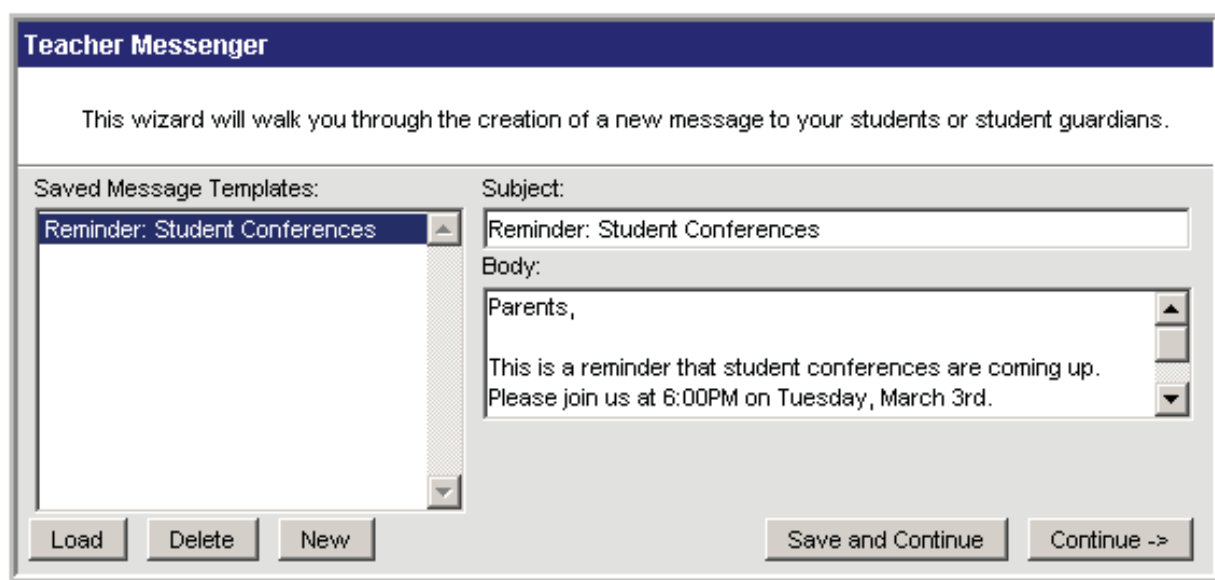 Teacher Messenger
This wizard will walk you through the creation of a new message to your students or student guardians.
Saved Message Templates:
Reminder: Student Conferences
Subject:
Reminder: Student Conferences
Body:
Parents,
This is a reminder that student conferences are coming up.
Please join us at 6:00PM on Tuesday, March 3rd.
Load
Delete
New
Save and Continue
Continue ->